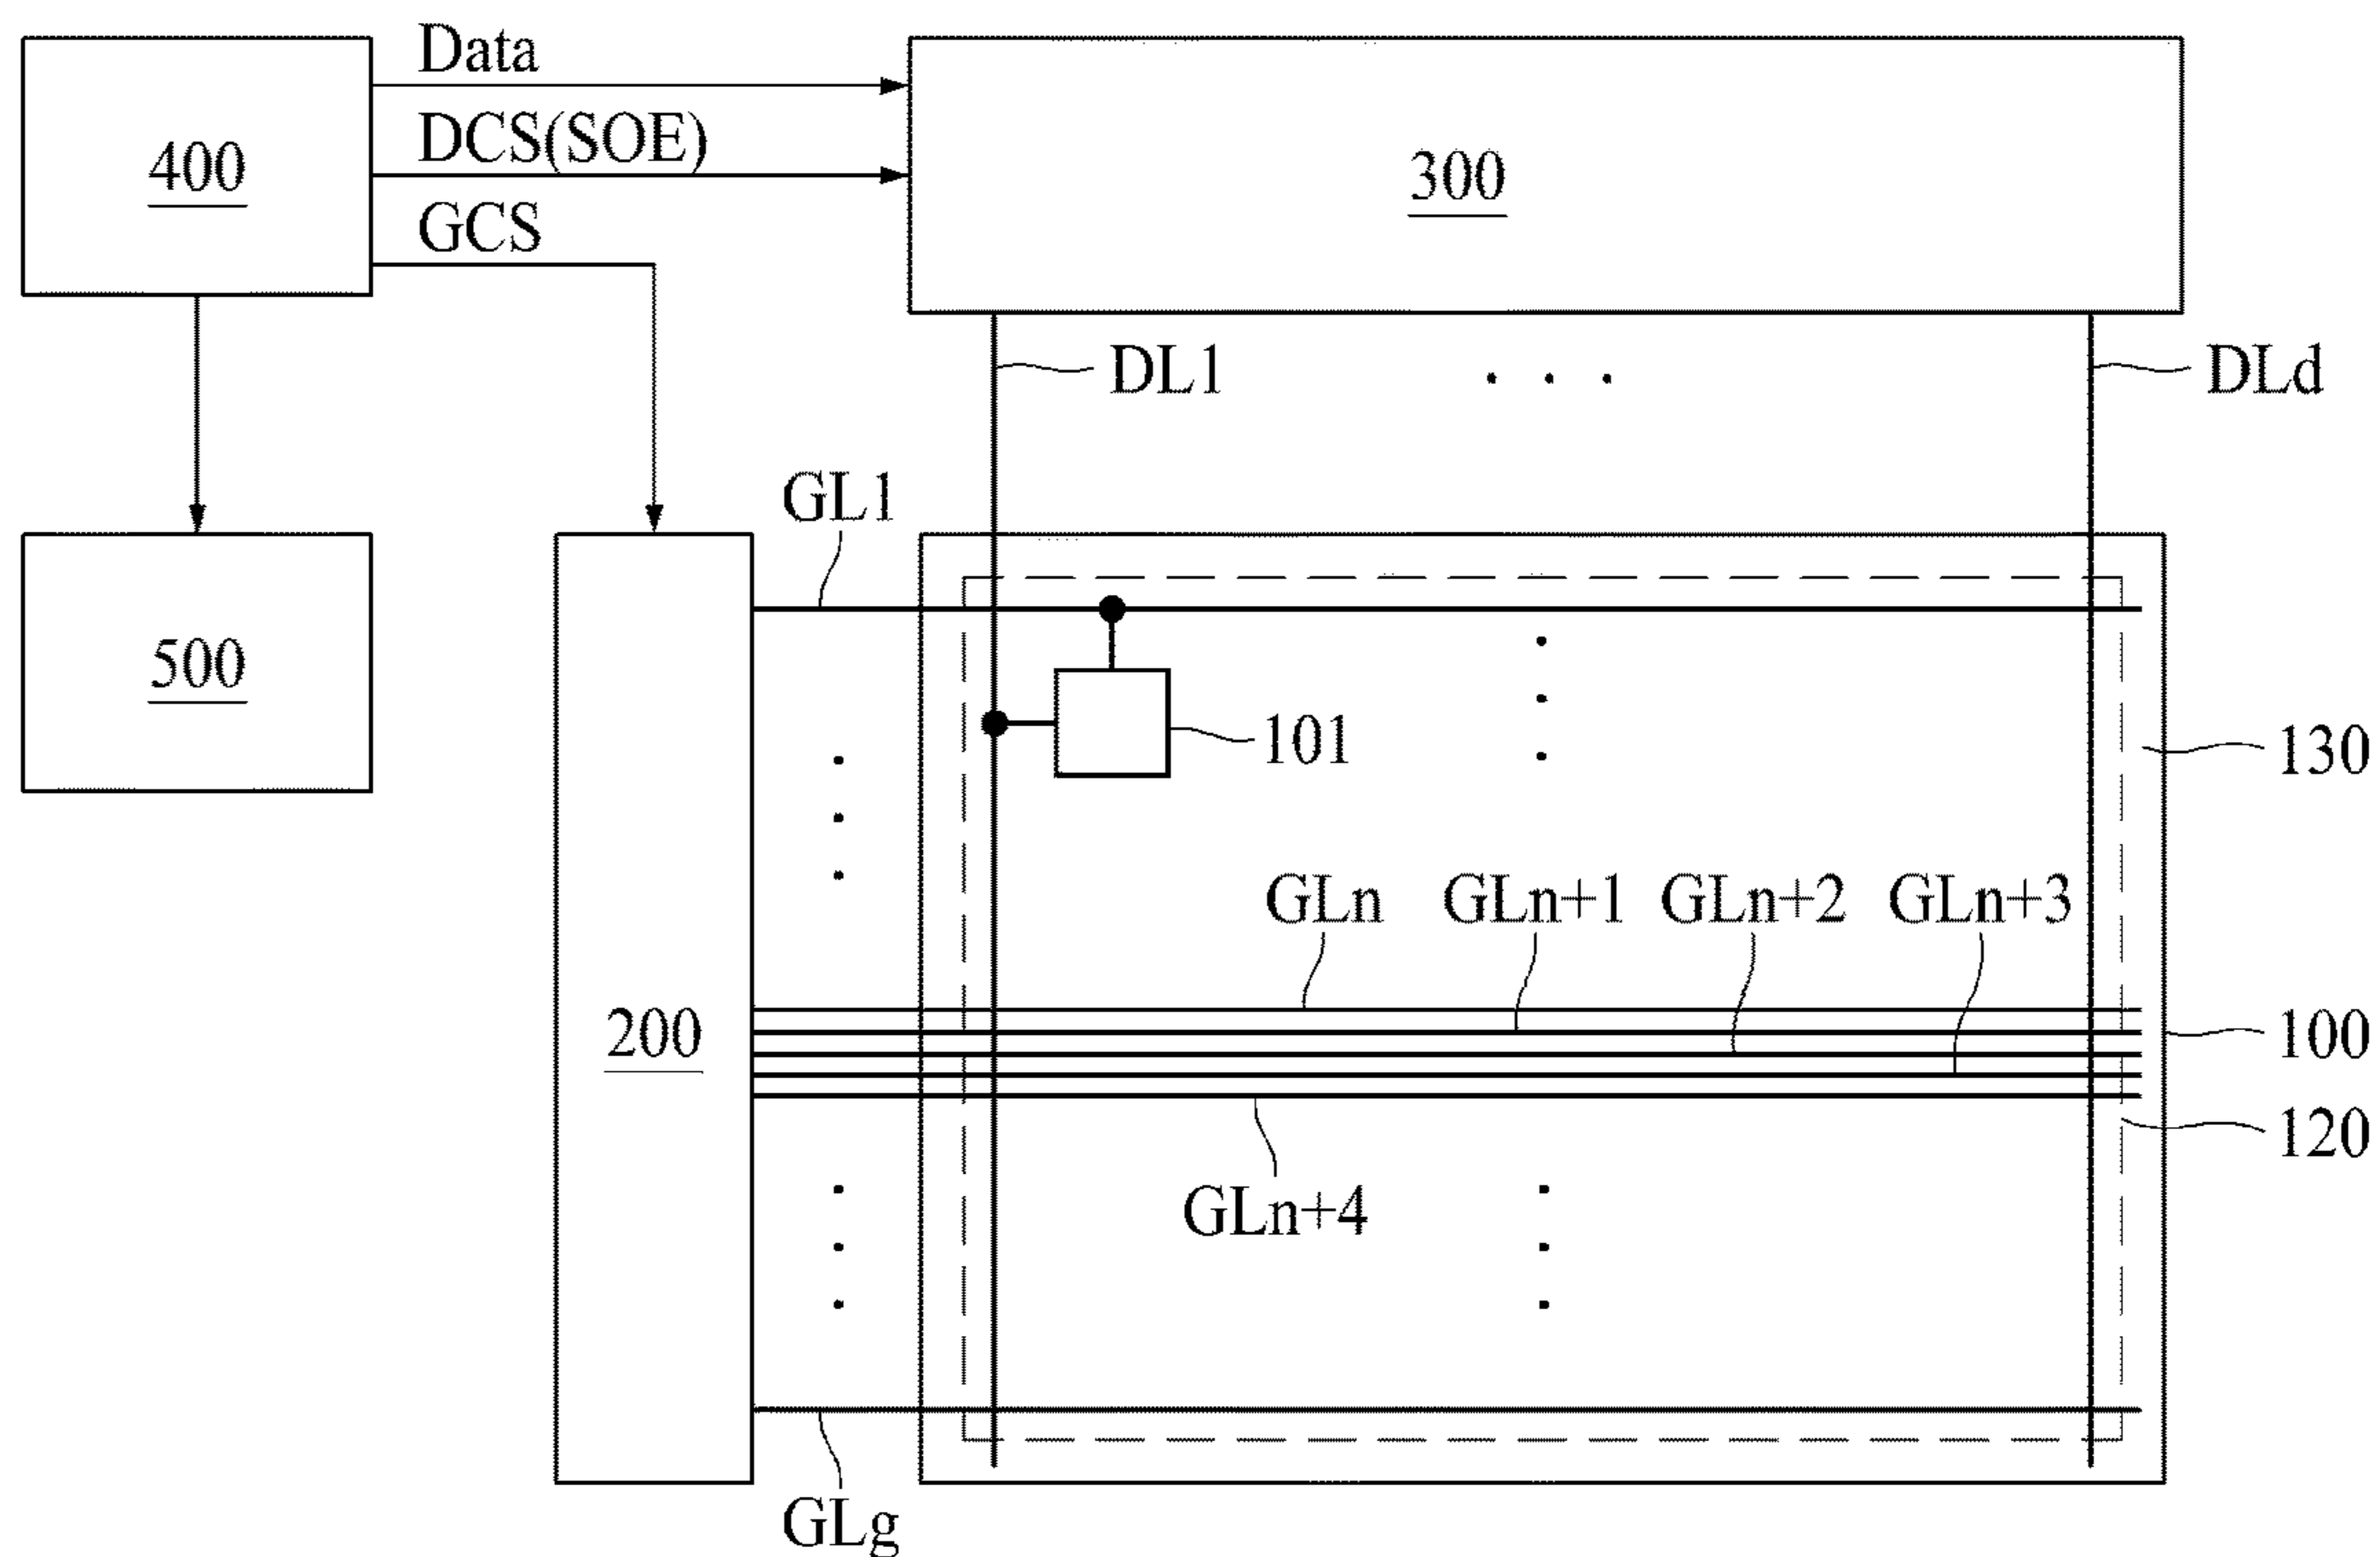 Data
DCS(SOE)
GCS
400
300
DL1
DLd
GL1
500
101
130
GLn
GLn+1
GLn+2
GLn+3
200
100
120
GLn+4
GLg